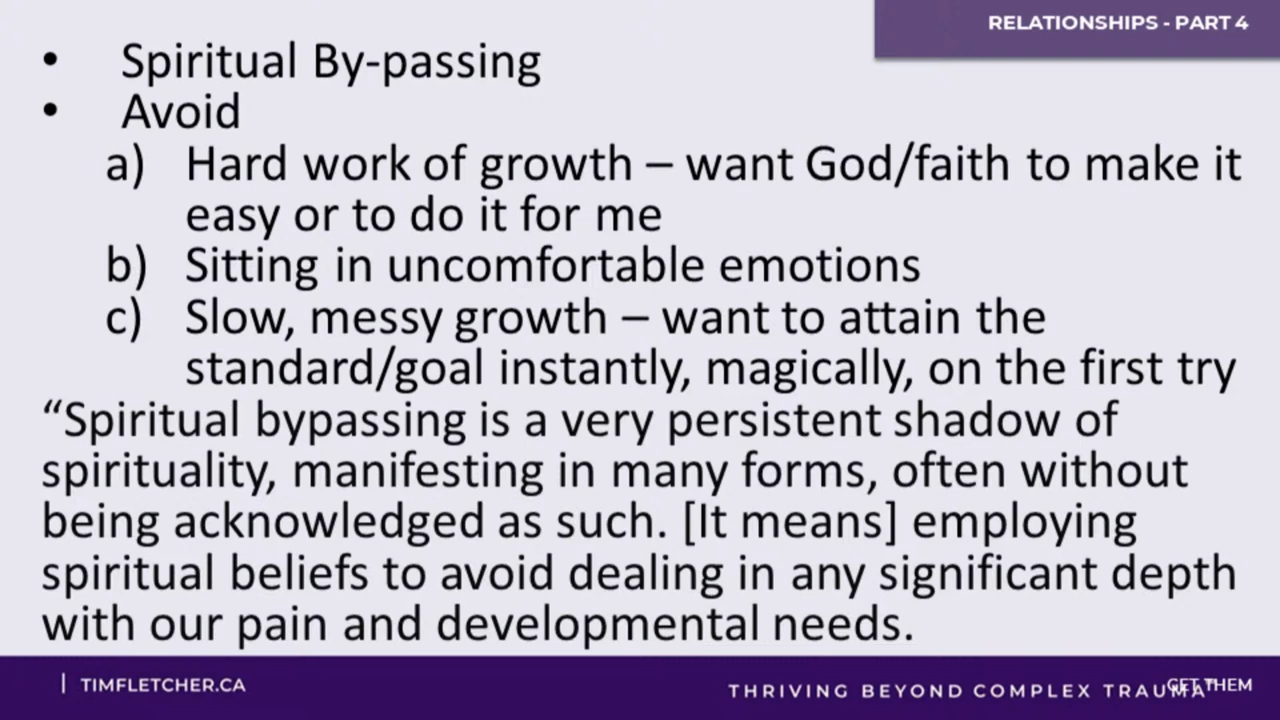 RELATIONSHIPS - PART 4
• Spiritual By-passing
• Avoid
a) Hard work of growth – want God/faith to make it
easy or to do it for me
b) Sitting in uncomfortable emotions
c) Slow, messy growth – want to attain the
standard/goal instantly, magically, on the first try
“Spiritual bypassing is a very persistent shadow of
spirituality, manifesting in many forms, often without
being acknowledged as such. [It means] employing
spiritual beliefs to avoid dealing in any significant depth
with our pain and developmental needs.
| TIMFLETCHER.CA
THRIVING BEYOND COMPLEX TRAUMA
GET THEM